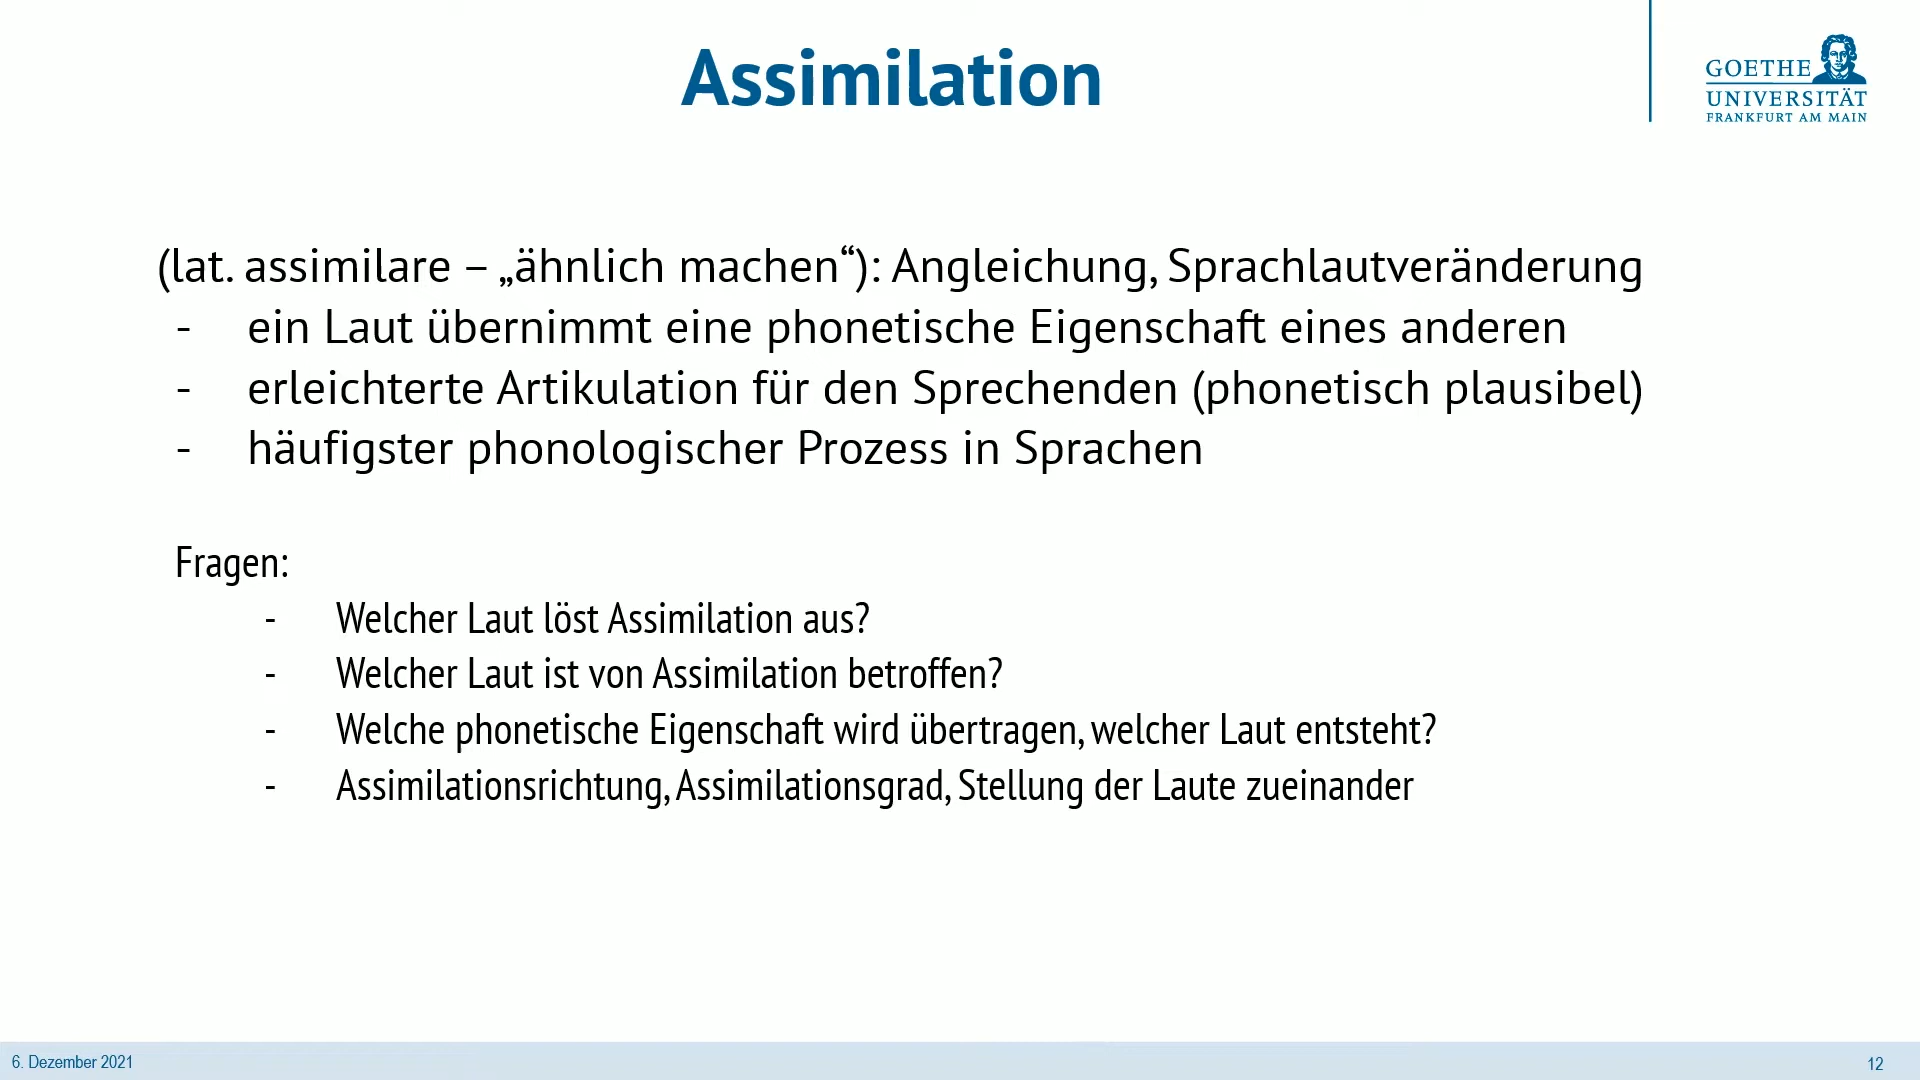 Assimilation
GOETHE
UNIVERSITÄT
FRANKFURT AM MAIN
(lat. assimilare – „ähnlich machen“): Angleichung, Sprachlautveränderung
- ein Laut übernimmt eine phonetische Eigenschaft eines anderen
- erleichterte Artikulation für den Sprechenden (phonetisch plausibel)
- häufigster phonologischer Prozess in Sprachen
Fragen:
- Welcher Laut löst Assimilation aus?
- Welcher Laut ist von Assimilation betroffen?
- Welche phonetische Eigenschaft wird übertragen, welcher Laut entsteht?
- Assimilationsrichtung, Assimilationsgrad, Stellung der Laute zueinander
6. Dezember 2021
12